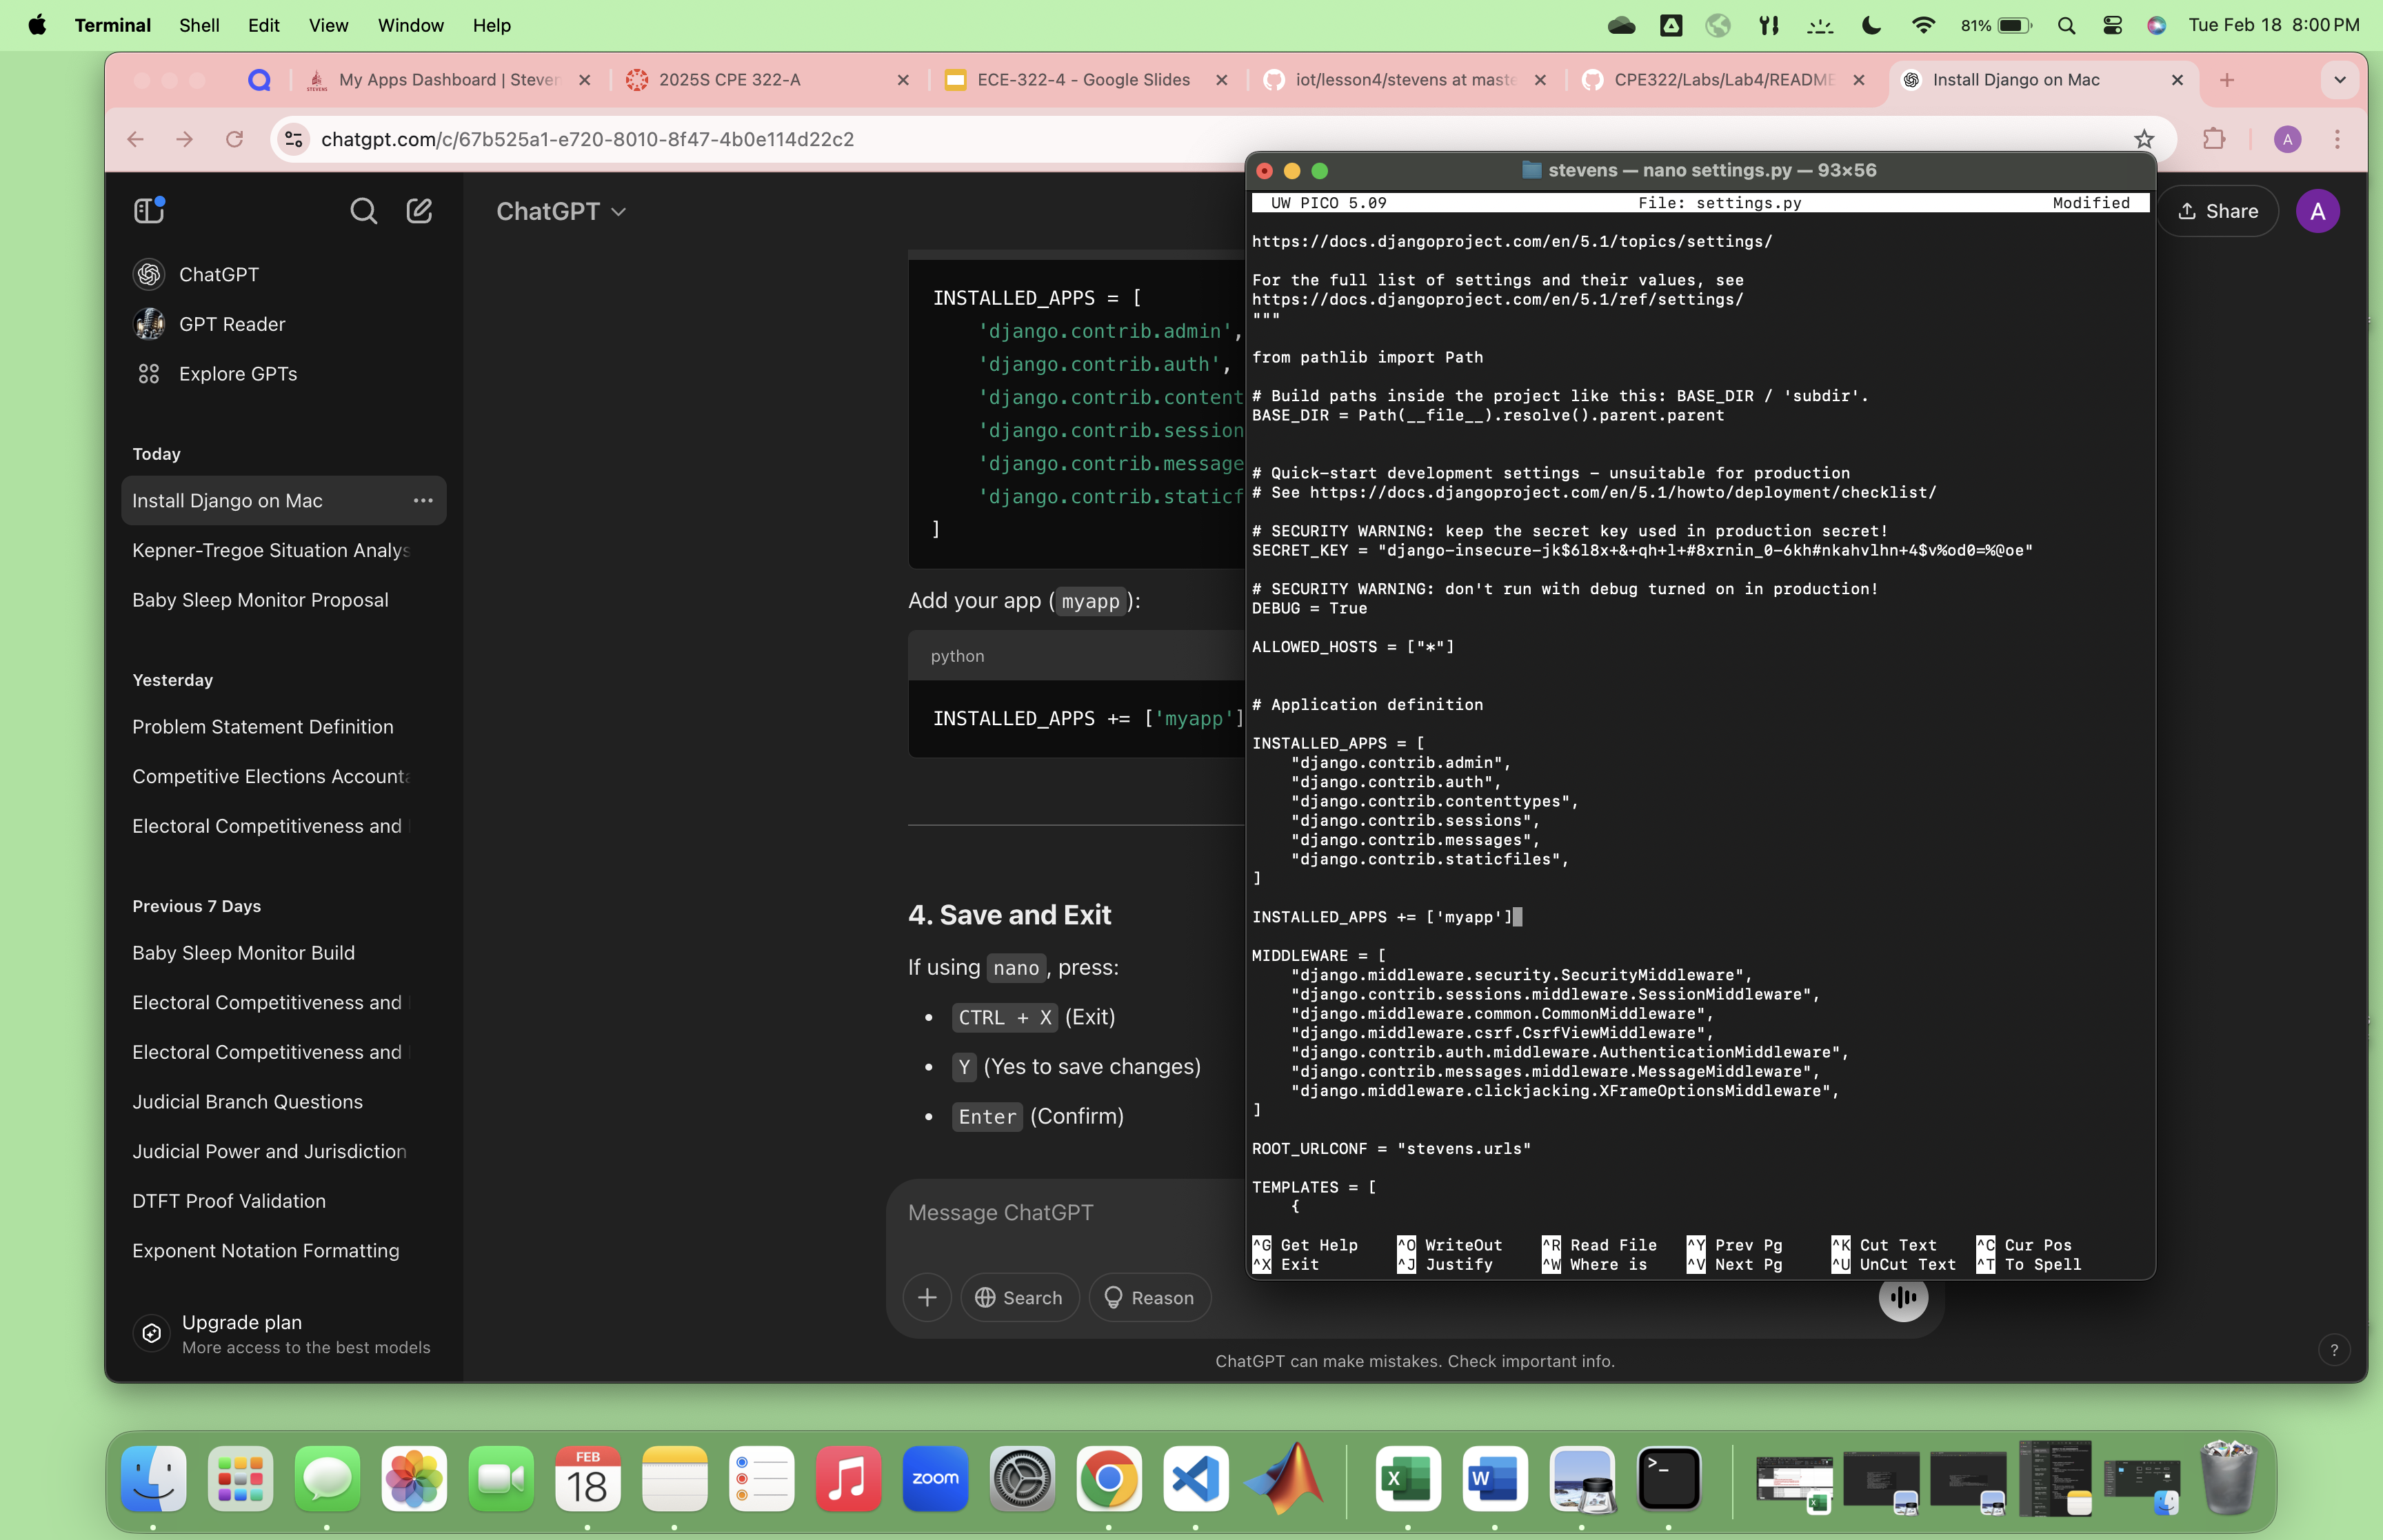 Terminal Shell Edit View Window Help
81% Tue Feb 18 8:00 PM
My Apps Dashboard | Steven
2025S CPE 322-A
ECE-322-4 - Google Slides
iot/lesson4/stevens at maste
CPE322/Labs/Lab4/README
Install Django on Mac
chatgpt.com/c/67b525a1-e720-8010-8f47-4b0e114d22c2
A
ChatGPT
GPT Reader
Explore GPTs
Today
Install Django on Mac
Kepner-Tregoe Situation Analys
Baby Sleep Monitor Proposal
Yesterday
Problem Statement Definition
Competitive Elections Accounta
Electoral Competitiveness and
Previous 7 Days
Baby Sleep Monitor Build
Electoral Competitiveness and
Electoral Competitiveness and
Judicial Branch Questions
Judicial Power and Jurisdiction
DTFT Proof Validation
Exponent Notation Formatting
Upgrade plan
More access to the best models
ChatGPT
Share
A
INSTALLED_APPS = [
'django.contrib.admin',
'django.contrib.auth',
'django.contrib.content
'django.contrib.session
'django.contrib.message
'django.contrib.staticf
]
Add your app (myapp):
python
INSTALLED_APPS += ['myapp']
4. Save and Exit
If using nano, press:
• CTRL + X (Exit)
• Y (Yes to save changes)
• Enter (Confirm)
Message ChatGPT
Search
Reason
ChatGPT can make mistakes. Check important info.
?
stevens — nano settings.py — 93×56
UW PICO 5.09 File: settings.py Modified
https://docs.djangoproject.com/en/5.1/topics/settings/
For the full list of settings and their values, see
https://docs.djangoproject.com/en/5.1/ref/settings/
"""
from pathlib import Path
# Build paths inside the project like this: BASE_DIR / 'subdir'.
BASE_DIR = Path(__file__).resolve().parent.parent
# Quick-start development settings - unsuitable for production
# See https://docs.djangoproject.com/en/5.1/howto/deployment/checklist/
# SECURITY WARNING: keep the secret key used in production secret!
SECRET_KEY = "django-insecure-jk$6l8x+&+qh+l+#8xrnin_0-6kh#nkahvlhn+4$v%od0=%@oe"
# SECURITY WARNING: don't run with debug turned on in production!
DEBUG = True
ALLOWED_HOSTS = ["*"]
# Application definition
INSTALLED_APPS = [
"django.contrib.admin",
"django.contrib.auth",
"django.contrib.contenttypes",
"django.contrib.sessions",
"django.contrib.messages",
"django.contrib.staticfiles",
]
INSTALLED_APPS += ['myapp']
MIDDLEWARE = [
"django.middleware.security.SecurityMiddleware",
"django.contrib.sessions.middleware.SessionMiddleware",
"django.middleware.common.CommonMiddleware",
"django.middleware.csrf.CsrfViewMiddleware",
"django.contrib.auth.middleware.AuthenticationMiddleware",
"django.contrib.messages.middleware.MessageMiddleware",
"django.middleware.clickjacking.XFrameOptionsMiddleware",
]
ROOT_URLCONF = "stevens.urls"
TEMPLATES = [
{
^G Get Help ^O WriteOut ^R Read File ^Y Prev Pg ^K Cut Text ^C Cur Pos
^X Exit ^J Justify ^W Where is ^V Next Pg ^U UnCut Text ^T To Spell
FEB
18
zoom
X
W
>_